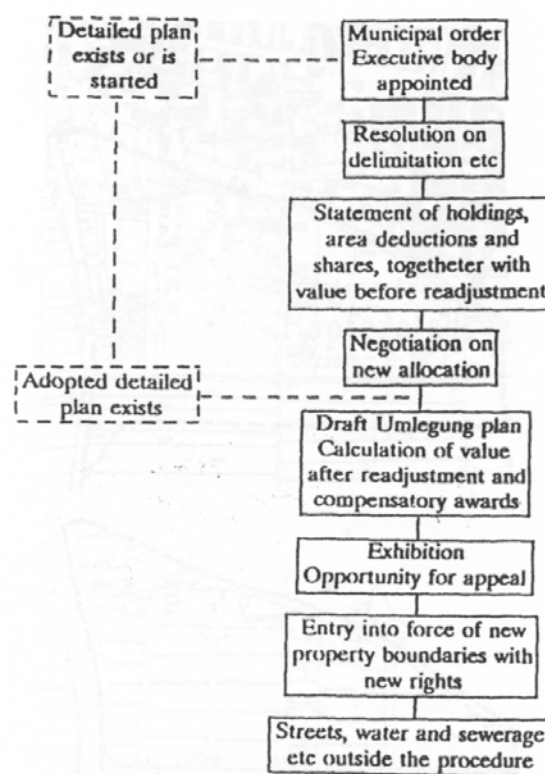 Detailed plan
exists or is
started
Municipal order
Executive body
appointed
Resolution on
delimitation etc
Statement of holdings,
area deductions and
shares, togetheter with
value before readjustment
Negotiation on
new allocation
Adopted detailed
plan exists
Draft Umlegung plan
Calculation of value
after readjustment and
compensatory awards
Exhibition
Opportunity for appeal
Entry into force of new
property boundaries with
new rights
Streets, water and sewerage
etc outside the procedure